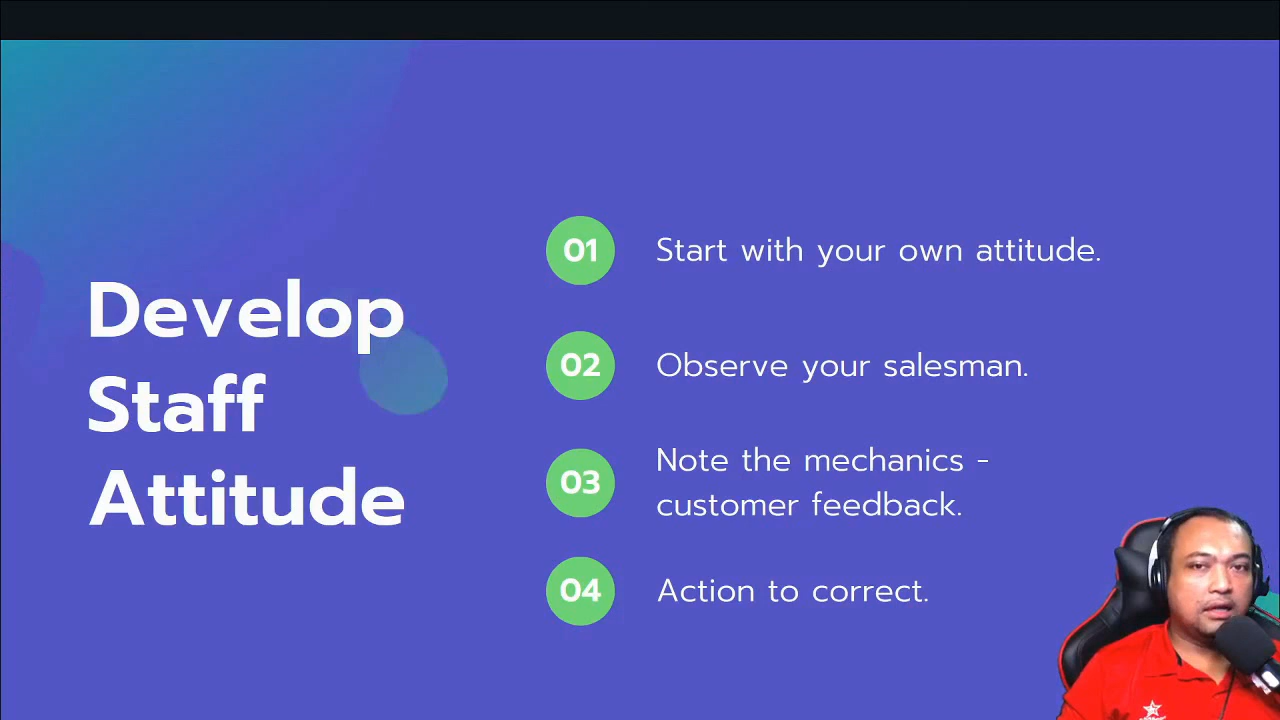 Develop
Staff
Attitude
01 Start with your own attitude.
02 Observe your salesman.
03 Note the mechanics -
customer feedback.
04 Action to correct.